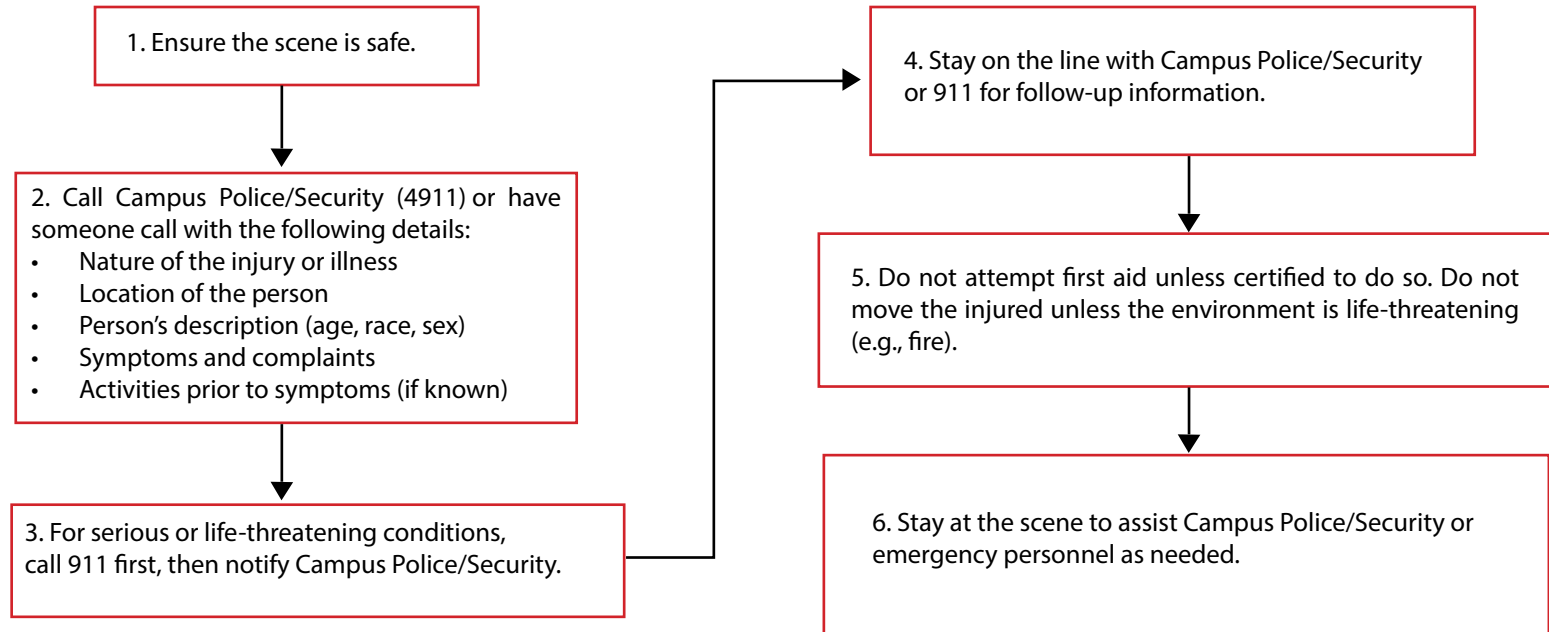 1. Ensure the scene is safe.
2. Call Campus Police/Security (4911) or have
someone call with the following details:
• Nature of the injury or illness
• Location of the person
• Person’s description (age, race, sex)
• Symptoms and complaints
• Activities prior to symptoms (if known)
3. For serious or life-threatening conditions,
call 911 first, then notify Campus Police/Security.
4. Stay on the line with Campus Police/Security
or 911 for follow-up information.
5. Do not attempt first aid unless certified to do so. Do not
move the injured unless the environment is life-threatening
(e.g., fire).
6. Stay at the scene to assist Campus Police/Security or
emergency personnel as needed.